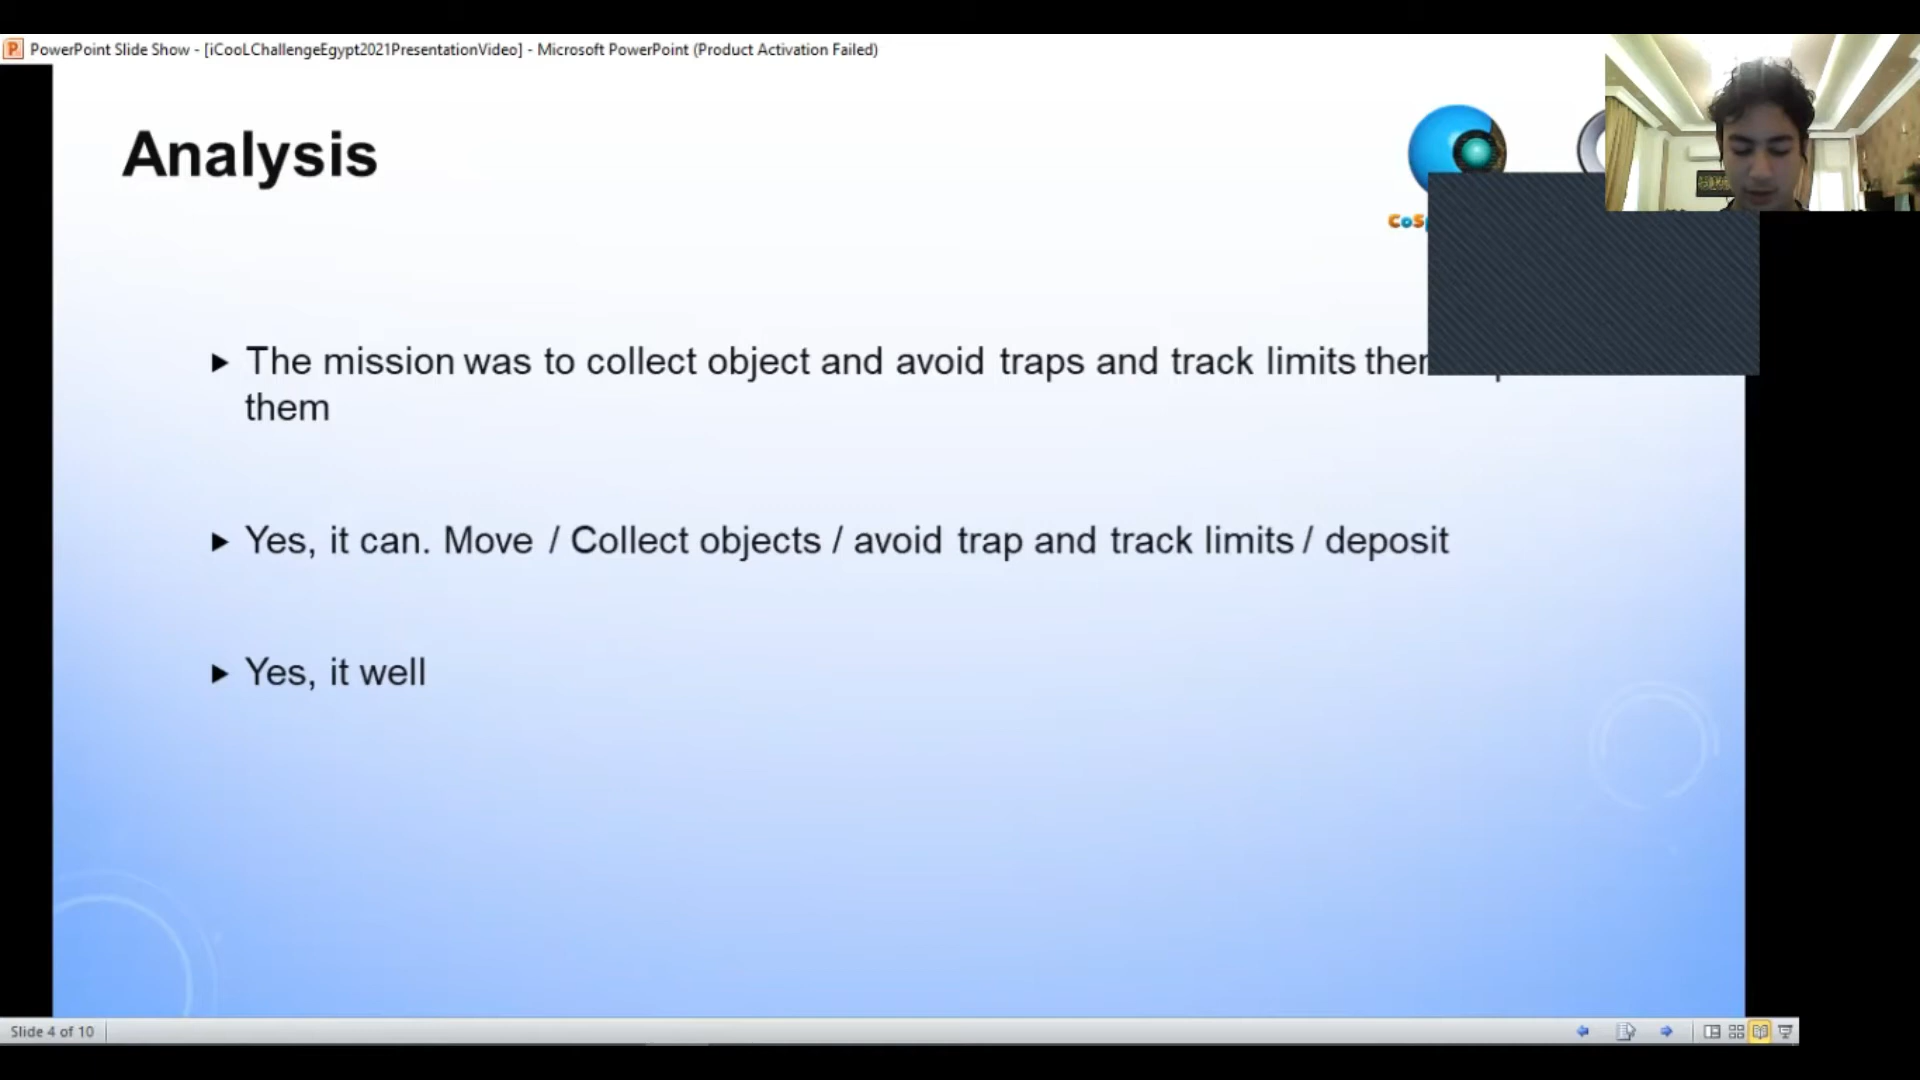 PowerPoint Slide Show - [iCooLChallengeEgypt2021PresentationVideo] - Microsoft PowerPoint (Product Activation Failed)
Analysis
CoS
The mission was to collect object and avoid traps and track limits then
them
Yes, it can. Move / Collect objects / avoid trap and track limits / deposit
Yes, it well
Slide 4 of 10